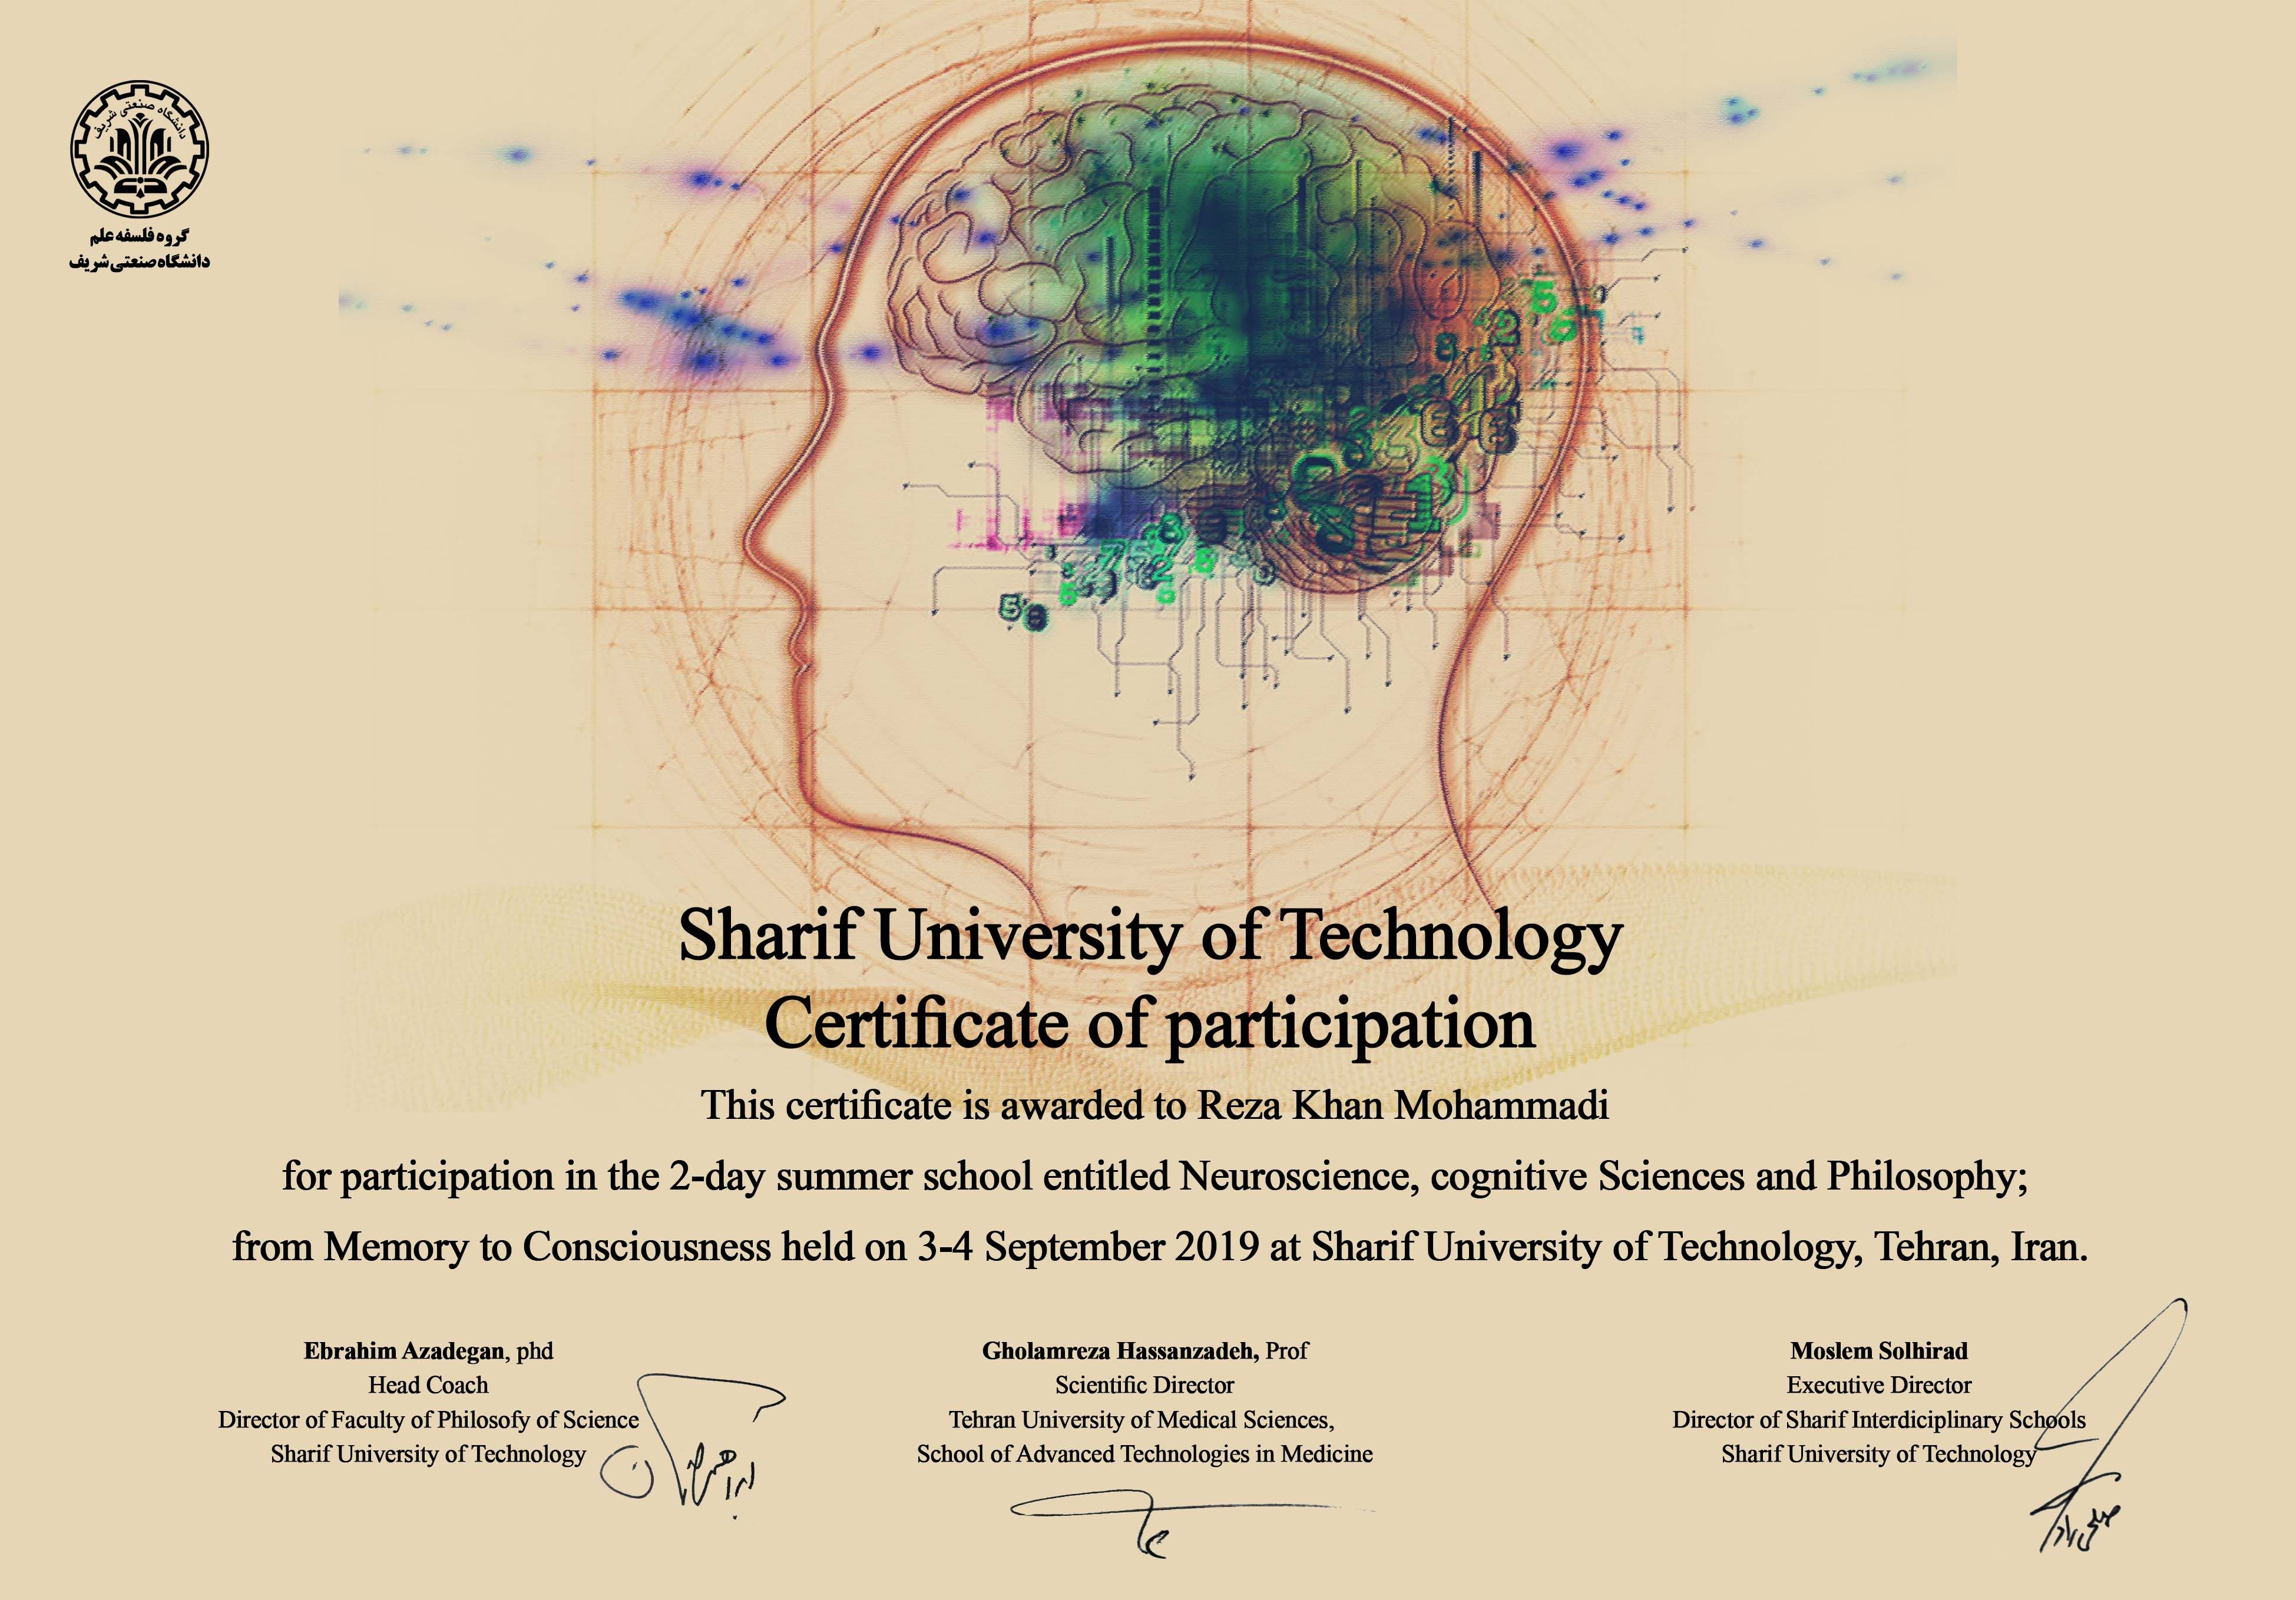 دانشگاه صنعتی شریف
گروه فلسفه علم
دانشگاه صنعتی شریف
Sharif University of Technology
Certificate of participation
This certificate is awarded to Reza Khan Mohammadi
for participation in the 2-day summer school entitled Neuroscience, cognitive Sciences and Philosophy;
from Memory to Consciousness held on 3-4 September 2019 at Sharif University of Technology, Tehran, Iran.
Ebrahim Azadegan, phd
Head Coach
Director of Faculty of Philosofy of Science
Sharif University of Technology
Gholamreza Hassanzadeh, Prof
Scientific Director
Tehran University of Medical Sciences,
School of Advanced Technologies in Medicine
Moslem Solhirad
Executive Director
Director of Sharif Interdiciplinary Schools
Sharif University of Technology